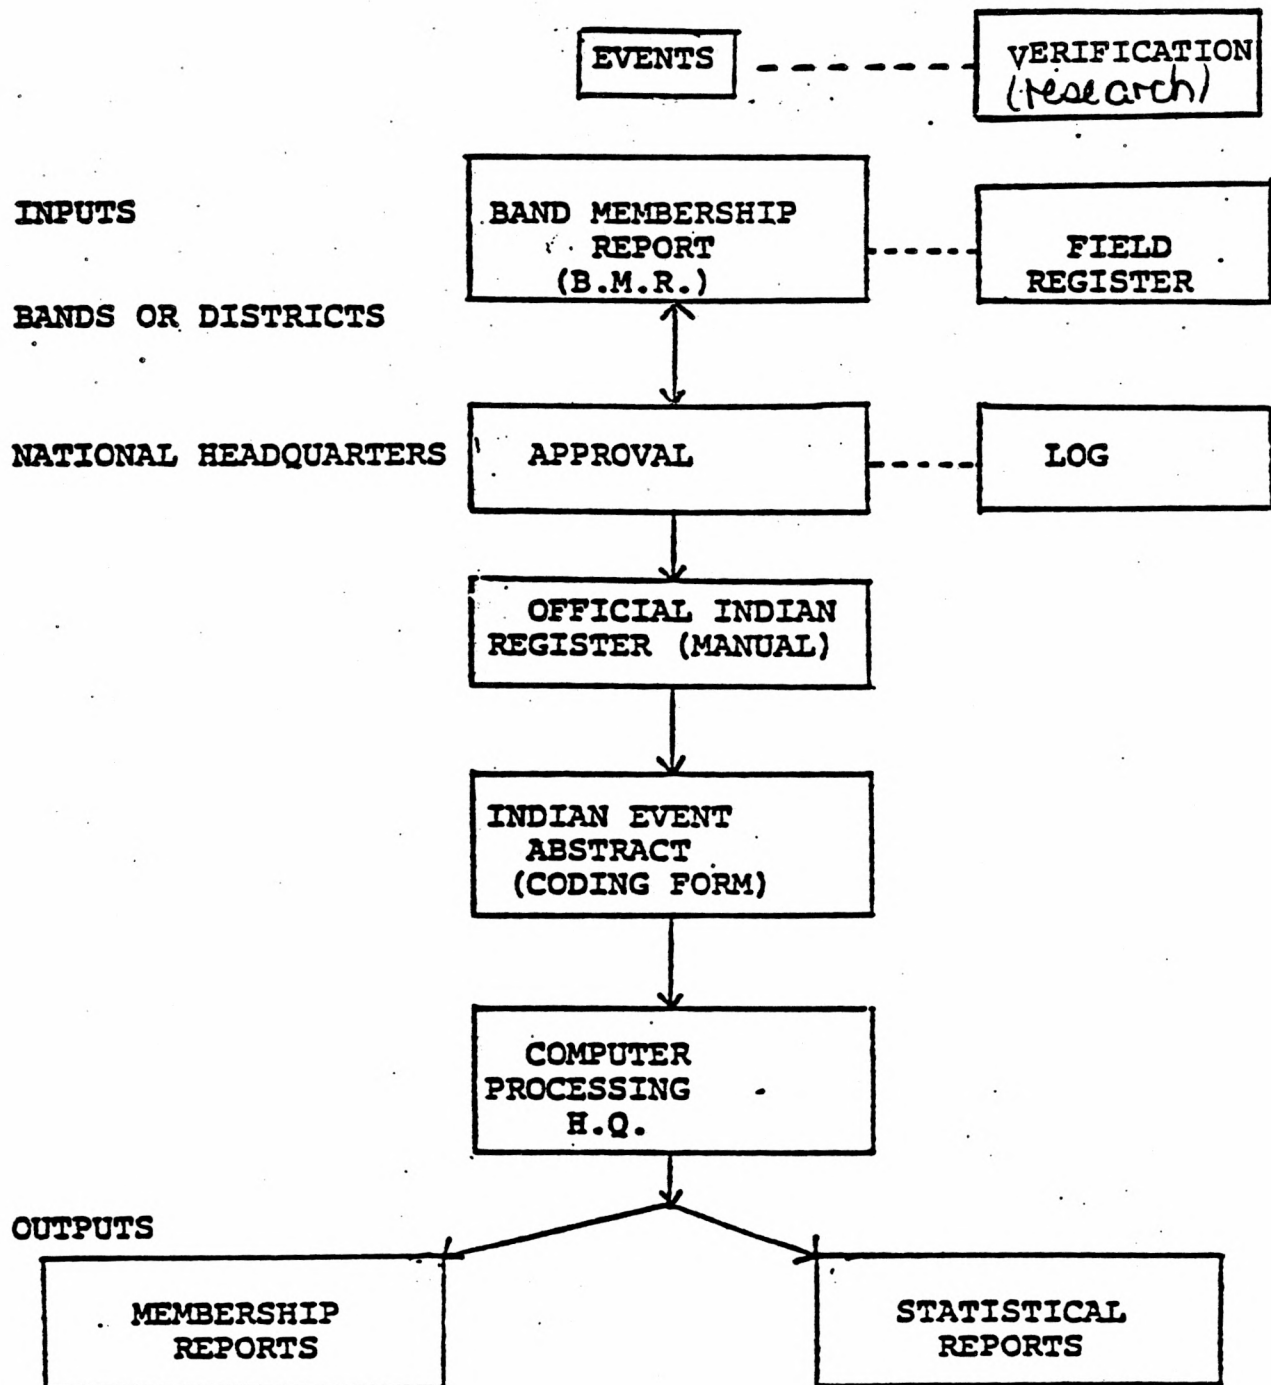 EVENTS
VERIFICATION
(research)
INPUTS
BAND MEMBERSHIP
REPORT
(B.M.R.)
FIELD
REGISTER
BANDS OR DISTRICTS
NATIONAL HEADQUARTERS
APPROVAL
LOG
OFFICIAL INDIAN
REGISTER (MANUAL)
INDIAN EVENT
ABSTRACT
(CODING FORM)
COMPUTER
PROCESSING
H.Q.
OUTPUTS
MEMBERSHIP
REPORTS
STATISTICAL
REPORTS